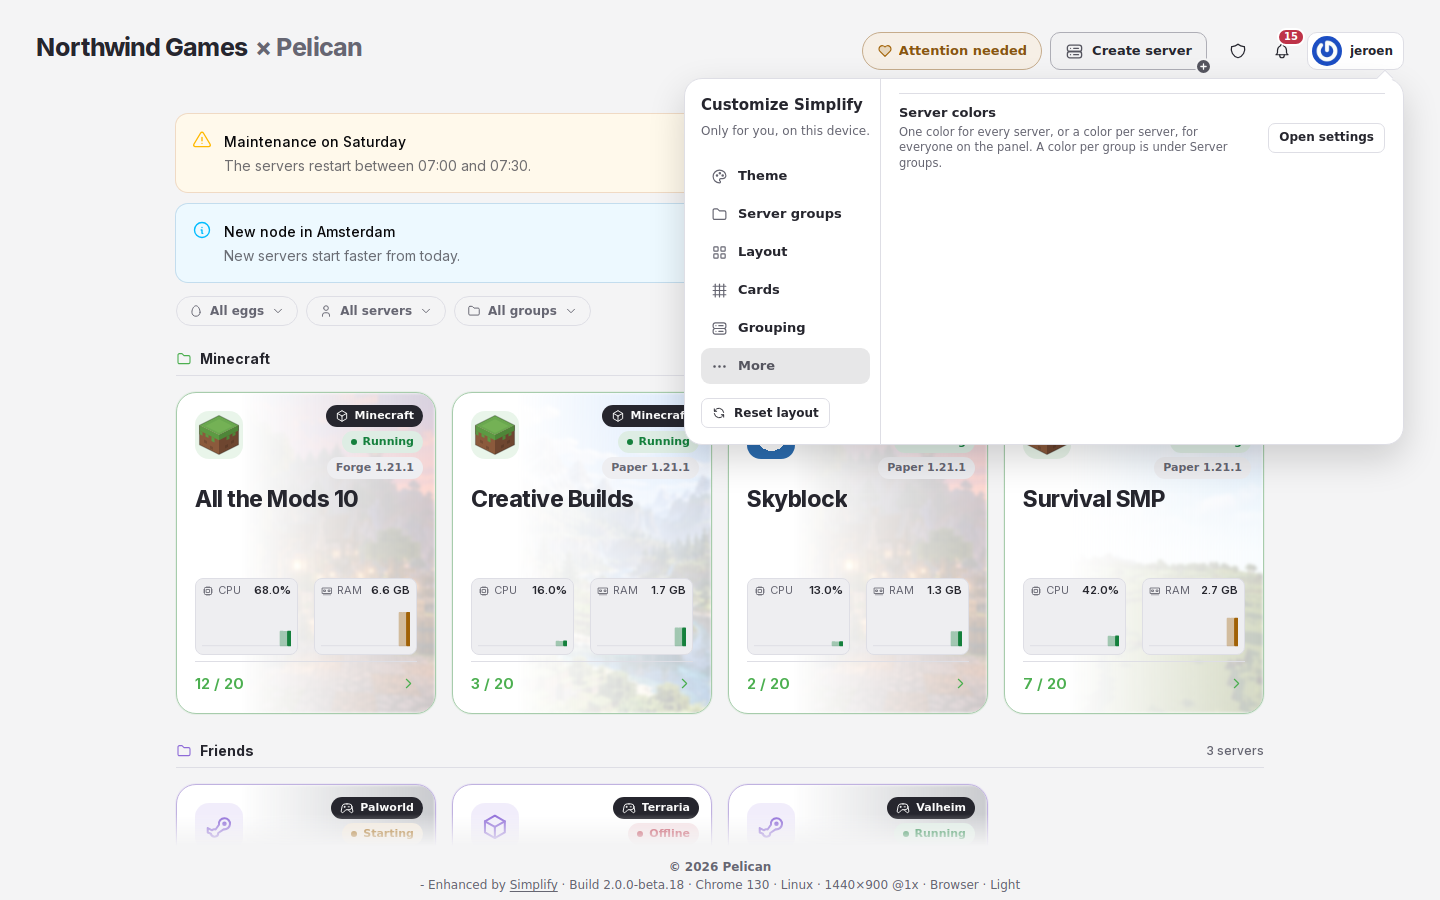 Northwind Games × Pelican
Attention needed
Create server
15
jeroen
Customize Simplify
Only for you, on this device.
Theme
Server groups
Layout
Cards
Grouping
More
Reset layout
Server colors
One color for every server, or a color per server, for
everyone on the panel. A color per group is under Server
groups.
Open settings
Maintenance on Saturday
The servers restart between 07:00 and 07:30.
New node in Amsterdam
New servers start faster from today.
All eggs
All servers
All groups
Minecraft
Minecraft
Running
Forge 1.21.1
All the Mods 10
CPU 68.0%
RAM 6.6 GB
12 / 20
Minecraf
Running
Paper 1.21.1
Creative Builds
CPU 16.0%
RAM 1.7 GB
3 / 20
Paper 1.21.1
Skyblock
CPU 13.0%
RAM 1.3 GB
2 / 20
Paper 1.21.1
Survival SMP
CPU 42.0%
RAM 2.7 GB
7 / 20
Friends
3 servers
Palworld
Starting
Terraria
Offline
Valheim
Running
© 2026 Pelican
- Enhanced by Simplify · Build 2.0.0-beta.18 · Chrome 130 · Linux · 1440×900 @1x · Browser · Light